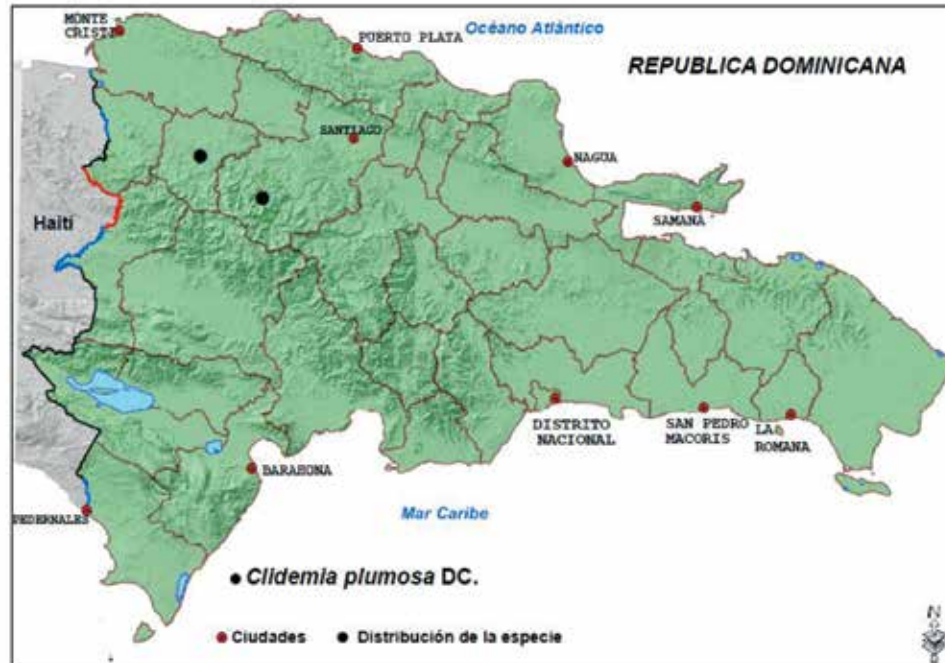 MONTE
CRISTI
PUERTO PLATA
Océano Atlántico
REPUBLICA DOMINICANA
SANTIAGO
NAGUA
SAMANA
Haití
DISTRITO
NACIONAL
SAN PEDRO
MACORIS
LA
ROMANA
BARAHONA
PEDERNALES
Mar Caribe
Clidemia plumosa DC.
Ciudades
Distribución de la especie
N